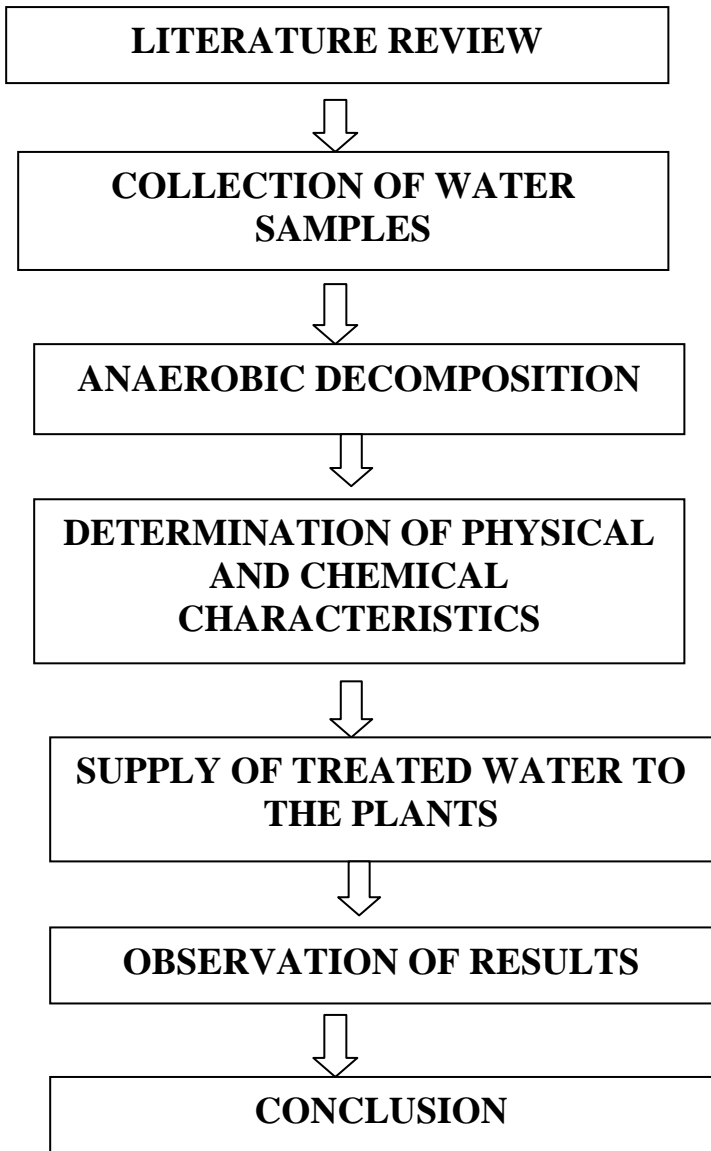 LITERATURE REVIEW
COLLECTION OF WATER
SAMPLES
ANAEROBIC DECOMPOSITION
DETERMINATION OF PHYSICAL
AND CHEMICAL
CHARACTERISTICS
SUPPLY OF TREATED WATER TO
THE PLANTS
OBSERVATION OF RESULTS
CONCLUSION